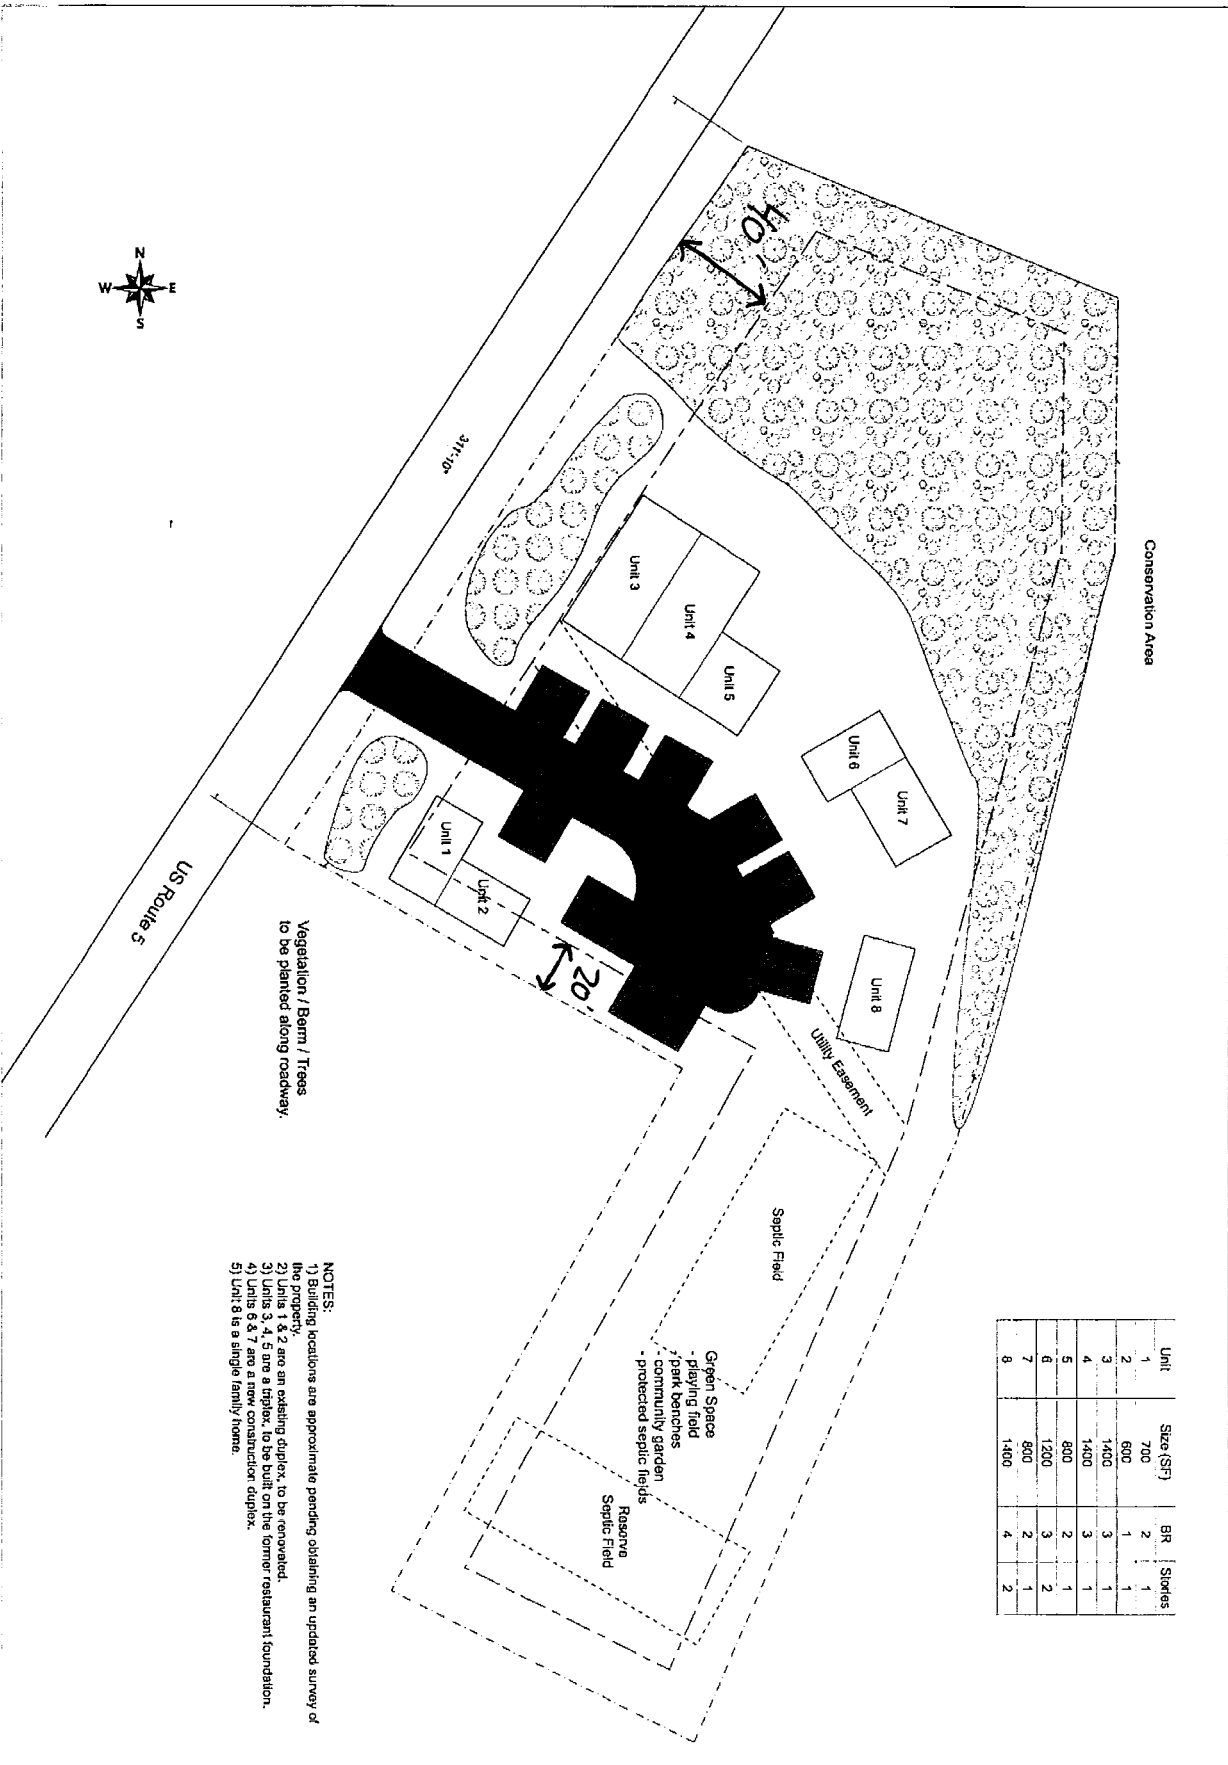 Conservation Area
Unit Size (SF) BR Stories
1 700 2 1
2 600 1 1
3 1400 3 1
4 1400 3 1
5 800 2 1
6 1200 3 2
7 800 2 1
8 1400 4 2
40'
N
W E
S
311'-10"
Unit 3
Unit 4
Unit 5
Unit 6
Unit 7
Unit 1
Unit 2
Unit 8
20'
Utility Easement
US Route 5
Septic Field
Green Space
- playing field
- park benches
- community garden
- protected septic fields
Reserve
Septic Field
Vegetation / Berm / Trees
to be planted along roadway.
NOTES:
1) Building locations are approximate pending obtaining an updated survey of
the property.
2) Units 1 & 2 are an existing duplex, to be renovated.
3) Units 3, 4, 5 are a triplex, to be built on the former restaurant foundation.
4) Units 6 & 7 are a new construction duplex.
5) Unit 8 is a single family home.